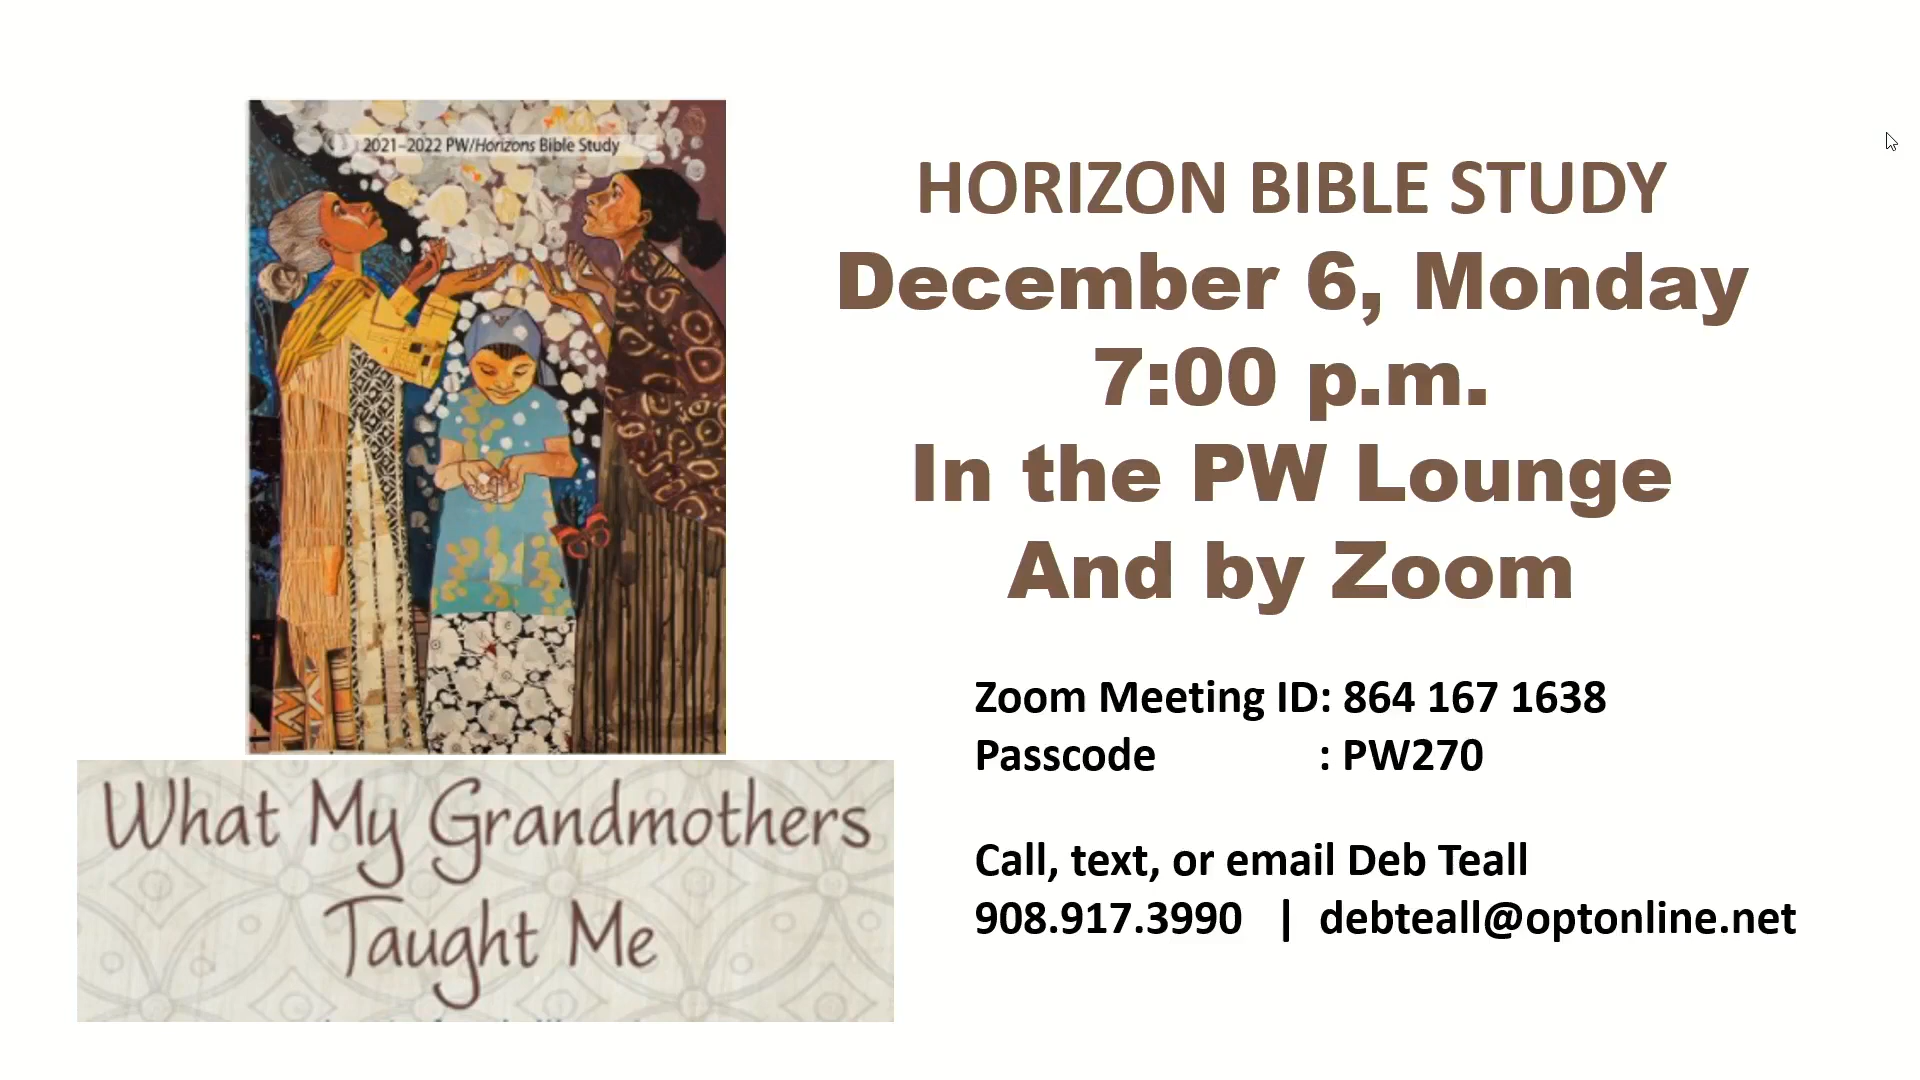 2021–2022 PW/Horizons Bible Study
What My Grandmothers
Taught Me
HORIZON BIBLE STUDY
December 6, Monday
7:00 p.m.
In the PW Lounge
And by Zoom
Zoom Meeting ID: 864 167 1638
Passcode : PW270
Call, text, or email Deb Teall
908.917.3990 | debteall@optonline.net